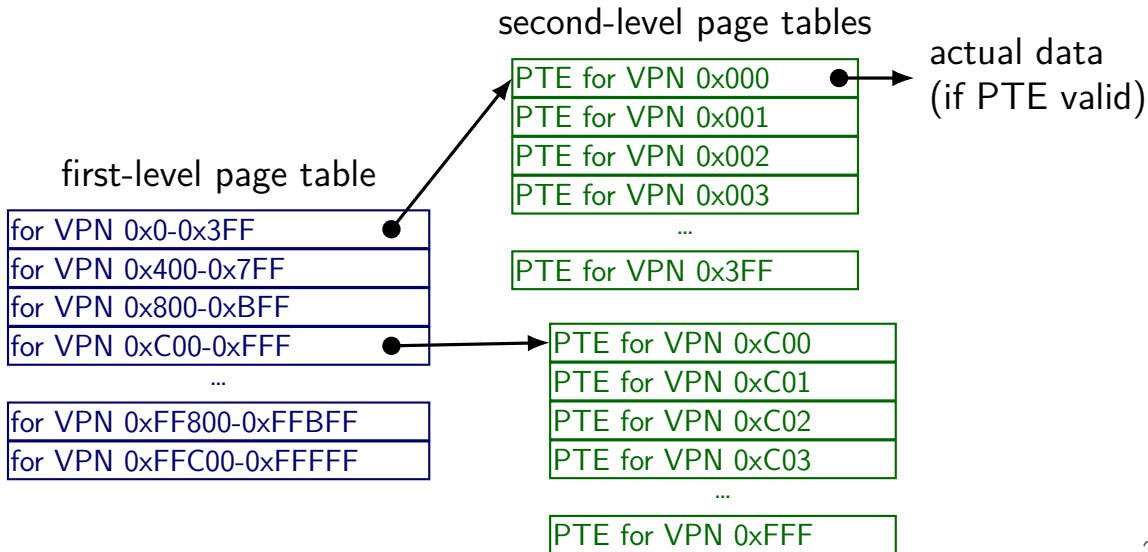 second-level page tables
actual data
(if PTE valid)
PTE for VPN 0x000
PTE for VPN 0x001
PTE for VPN 0x002
PTE for VPN 0x003
...
PTE for VPN 0x3FF
first-level page table
for VPN 0x0-0x3FF
for VPN 0x400-0x7FF
for VPN 0x800-0xBFF
for VPN 0xC00-0xFFF
...
for VPN 0xFF800-0xFFBFF
for VPN 0xFFC00-0xFFFFF
PTE for VPN 0xC00
PTE for VPN 0xC01
PTE for VPN 0xC02
PTE for VPN 0xC03
...
PTE for VPN 0xFFF